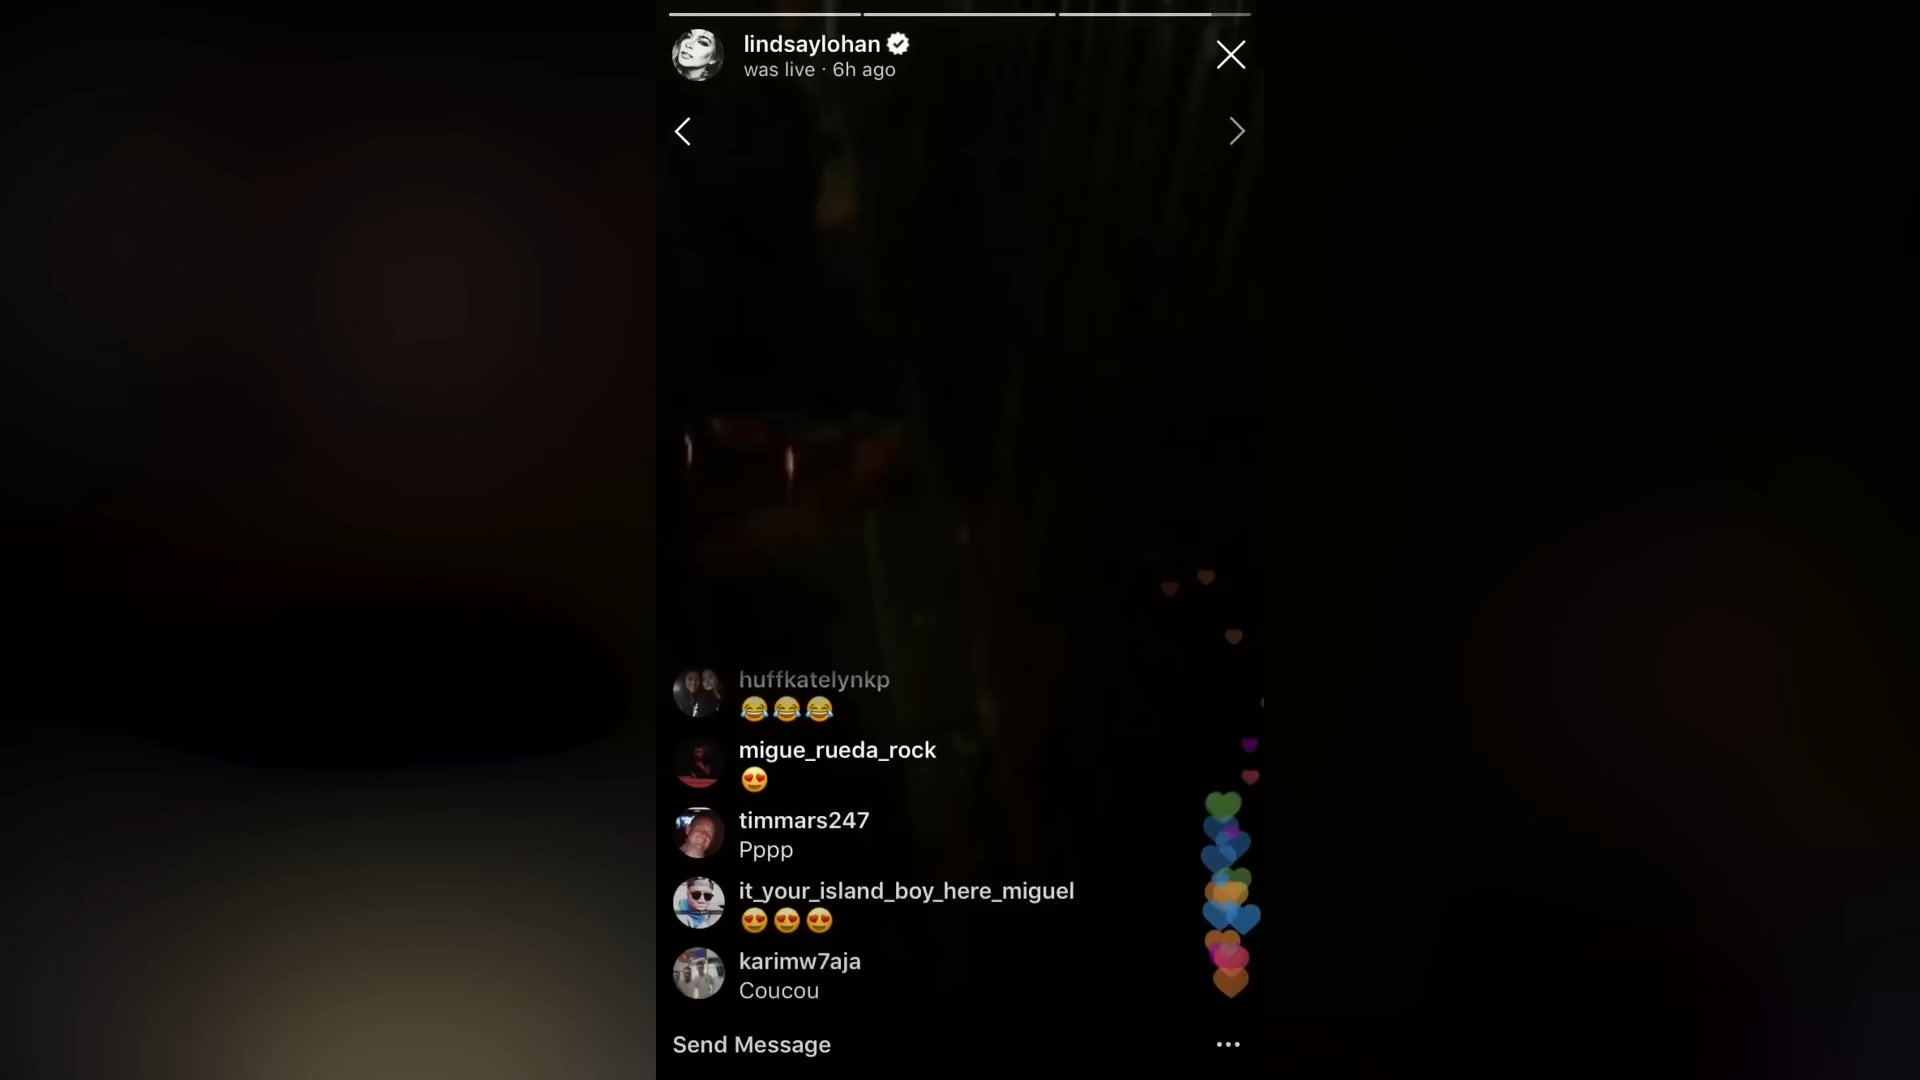 lindsaylohan
was live · 6h ago
huffkatelynkp
😂😂😂
migue_rueda_rock
😍
timmars247
Pppp
it_your_island_boy_here_miguel
😍😍😍
karimw7aja
Coucou
Send Message